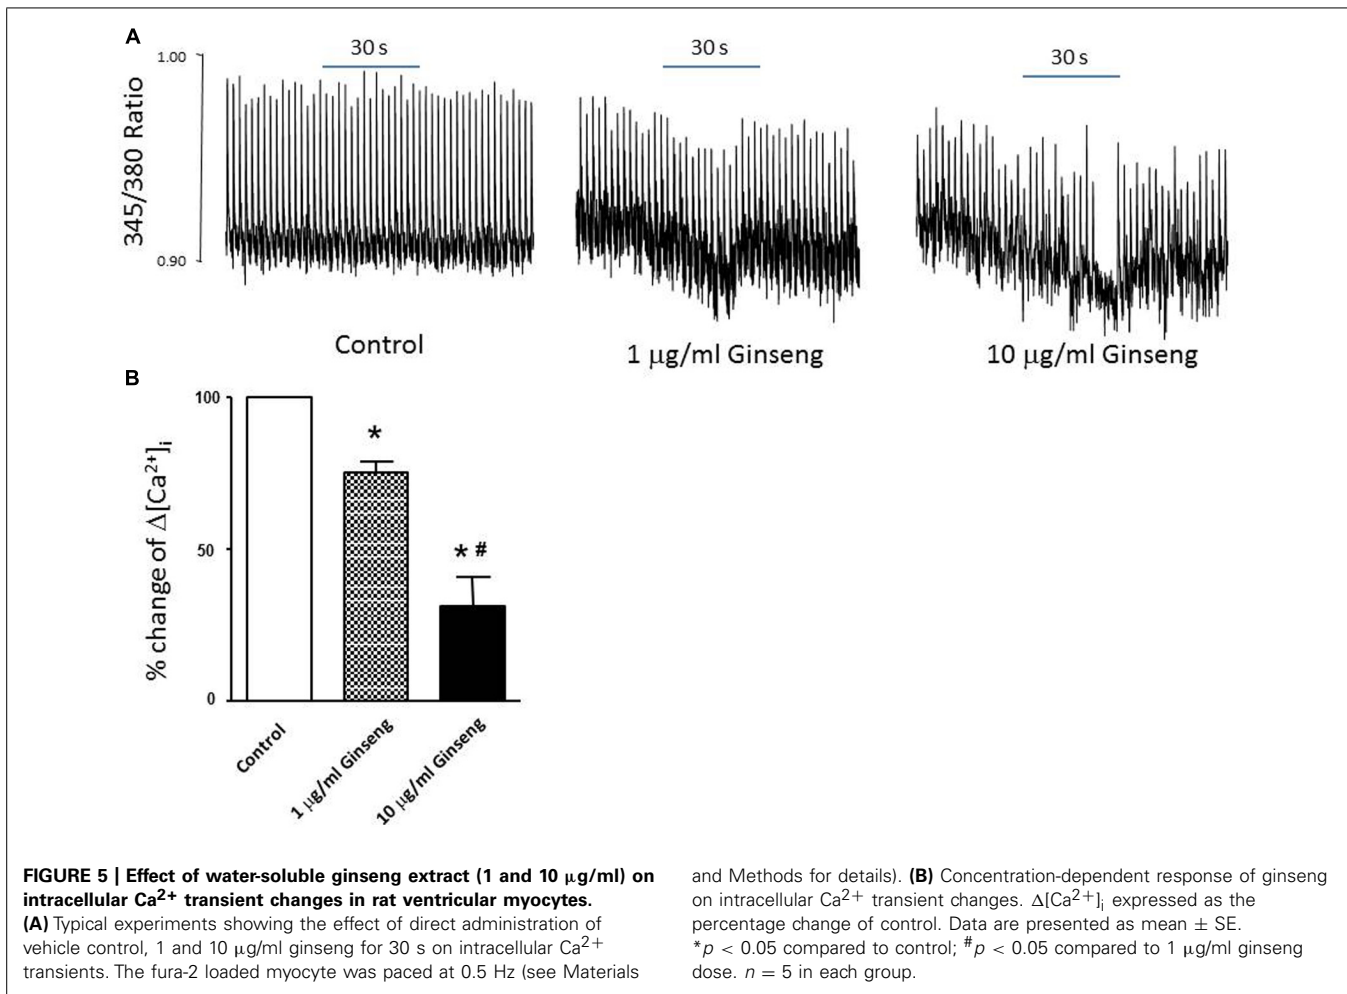 A
30 s
30 s
30 s
1.00
345/380 Ratio
0.90
Control
1 μg/ml Ginseng
10 μg/ml Ginseng
B
100
*
% change of Δ[Ca2+]i
50
* #
0
Control
1 μg/ml Ginseng
10 μg/ml Ginseng
FIGURE 5 | Effect of water-soluble ginseng extract (1 and 10 μg/ml) on
intracellular Ca2+ transient changes in rat ventricular myocytes.
(A) Typical experiments showing the effect of direct administration of
vehicle control, 1 and 10 μg/ml ginseng for 30 s on intracellular Ca2+
transients. The fura-2 loaded myocyte was paced at 0.5 Hz (see Materials
and Methods for details). (B) Concentration-dependent response of ginseng
on intracellular Ca2+ transient changes. Δ[Ca2+]i expressed as the
percentage change of control. Data are presented as mean ± SE.
*p < 0.05 compared to control; #p < 0.05 compared to 1 μg/ml ginseng
dose. n = 5 in each group.